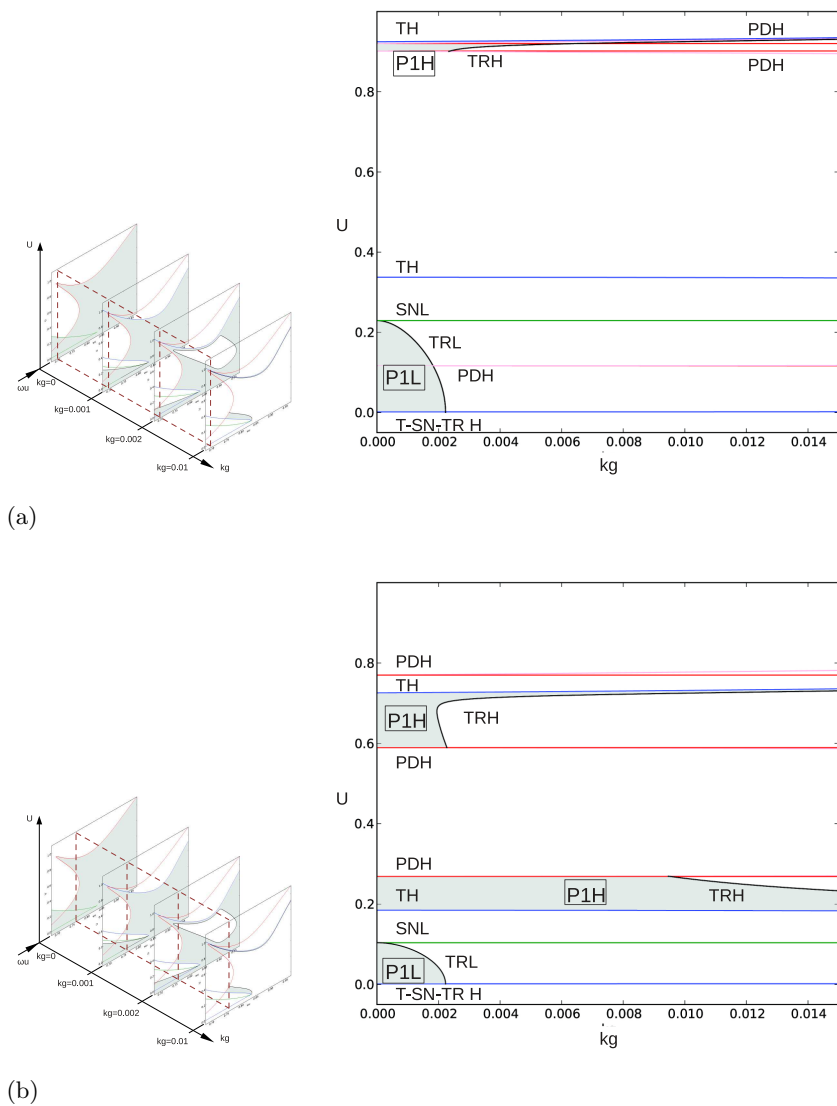 TH
PDH
P1H
TRH
PDH
0.8
0.6
U
0.4
TH
SNL
0.2
TRL
P1L
PDH
0.0
T-SN-TR H
0.000 0.002 0.004 0.006 0.008 0.010 0.012 0.014
kg
U
ωu
kg=0
kg=0.001
kg=0.002
kg=0.01
kg
(a)
PDH
0.8
TH
P1H
TRH
0.6
PDH
U
0.4
PDH
TH
P1H
TRH
0.2
SNL
TRL
P1L
0.0
T-SN-TR H
0.000 0.002 0.004 0.006 0.008 0.010 0.012 0.014
kg
U
ωu
kg=0
kg=0.001
kg=0.002
kg=0.01
kg
(b)